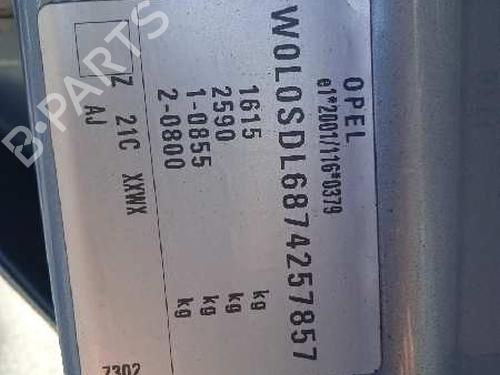 OPEL
e1*2001/116*0379
W0L0SDL6874257857
1615 kg
2590 kg
1-0855 kg
2-0800 kg
Z 21C XXWX
AJ
7302
B-PARTS